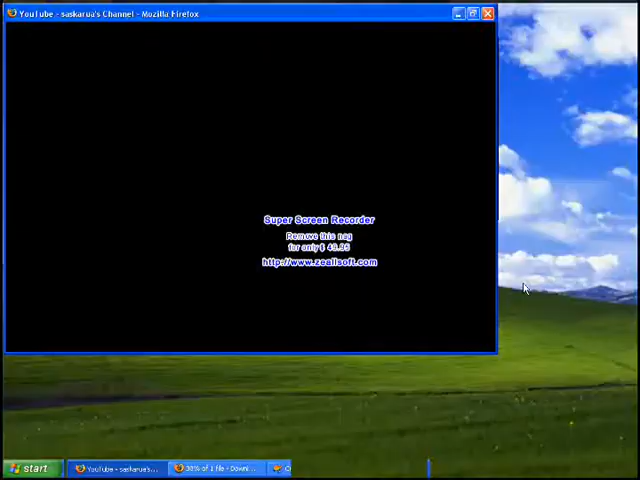 YouTube - saskarua's Channel - Mozilla Firefox
Super Screen Recorder
Remove this nag
for only $ 49.95
http://www.zeallsoft.com
start
YouTube - saskarua's...
38% of 1 file - Downl...